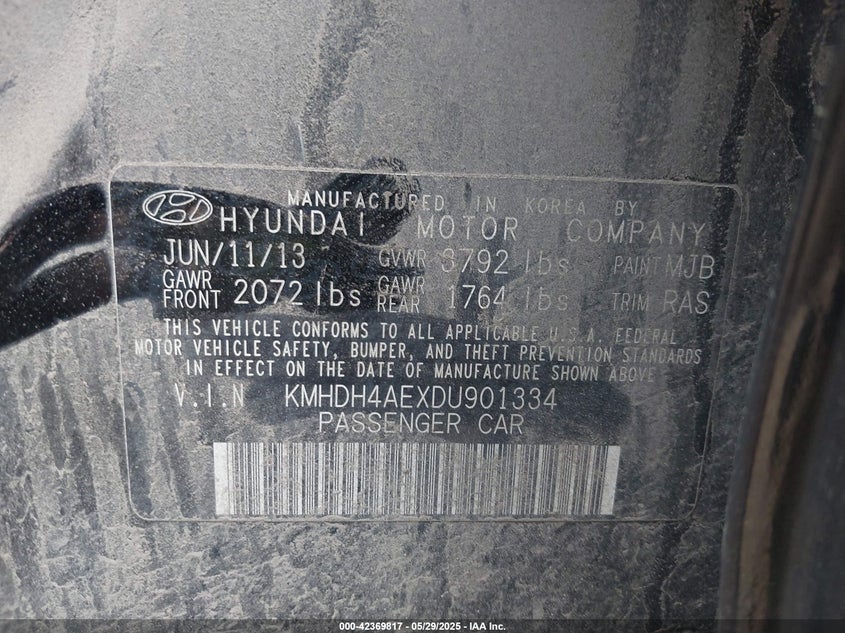 MANUFACTURED IN KOREA BY
HYUNDAI MOTOR COMPANY
JUN/11/13 GVWR 3792 lbs PAINT MJB
GAWR FRONT 2072 lbs GAWR REAR 1764 lbs TRIM RAS
THIS VEHICLE CONFORMS TO ALL APPLICABLE U.S.A. FEDERAL
MOTOR VEHICLE SAFETY, BUMPER, AND THEFT PREVENTION STANDARDS
IN EFFECT ON THE DATE OF MANUFACTURE SHOWN ABOVE
V.I.N KMHDH4AEXDU901334
PASSENGER CAR
000-42369817 - 05/29/2025 - IAA Inc.